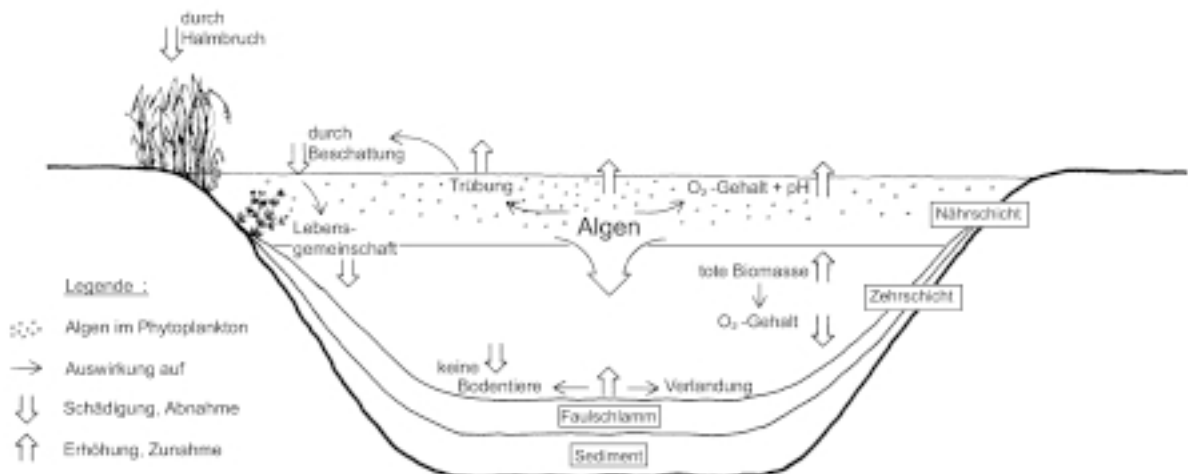 durch
Halmbruch
durch
Beschattung
Trübung
O₂ -Gehalt + pH
Algen
Nährschicht
Lebens-
gemeinschaft
tote Biomasse
Zehrschicht
O₂ -Gehalt
keine
Bodentiere
Verlandung
Faulschlamm
Sediment
Legende :
Algen im Phytoplankton
Auswirkung auf
Schädigung, Abnahme
Erhöhung, Zunahme